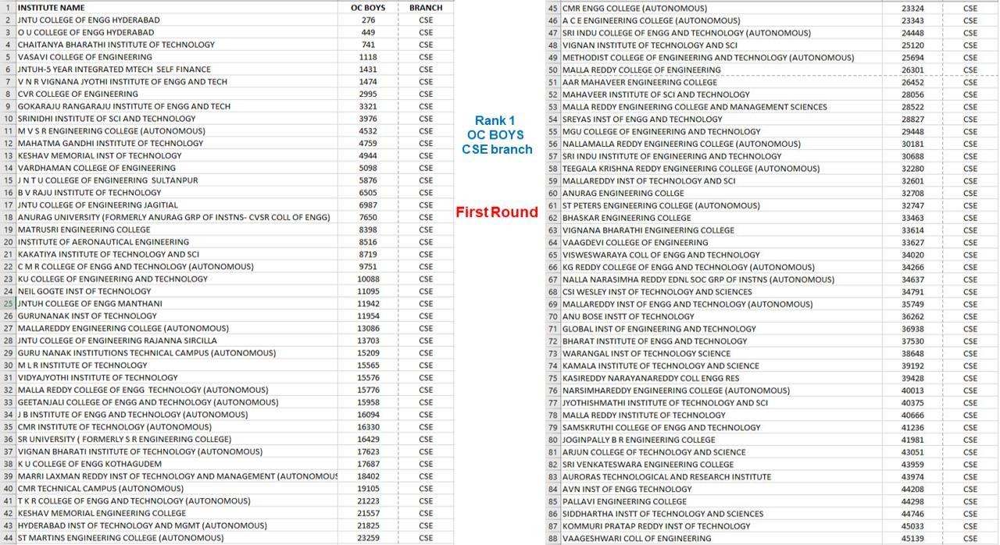 1 INSTITUTE NAME OC BOYS BRANCH
2 JNTU COLLEGE OF ENGG HYDERABAD 276 CSE
3 O U COLLEGE OF ENGG HYDERABAD 449 CSE
4 CHAITANYA BHARATHI INSTITUTE OF TECHNOLOGY 741 CSE
5 VASAVI COLLEGE OF ENGINEERING 1118 CSE
6 JNTUH-5 YEAR INTEGRATED MTECH SELF FINANCE 1431 CSE
7 V N R VIGNANA JYOTHI INSTITUTE OF ENGG AND TECH 1474 CSE
8 CVR COLLEGE OF ENGINEERING 2995 CSE
9 GOKARAJU RANGARAJU INSTITUTE OF ENGG AND TECH 3321 CSE
10 SRINIDHI INSTITUTE OF SCI AND TECHNOLOGY 3976 CSE
11 M V S R ENGINEERING COLLEGE (AUTONOMOUS) 4532 CSE
12 MAHATMA GANDHI INSTITUTE OF TECHNOLOGY 4759 CSE
13 KESHAV MEMORIAL INST OF TECHNOLOGY 4944 CSE
14 VARDHAMAN COLLEGE OF ENGINEERING 5098 CSE
15 J N T U COLLEGE OF ENGINEERING SULTANPUR 5876 CSE
16 B V RAJU INSTITUTE OF TECHNOLOGY 6505 CSE
17 JNTU COLLEGE OF ENGINEERING JAGITIAL 6987 CSE
18 ANURAG UNIVERSITY (FORMERLY ANURAG GRP OF INSTNS- CVSR COLL OF ENGG) 7650 CSE
19 MATRUSRI ENGINEERING COLLEGE 8398 CSE
20 INSTITUTE OF AERONAUTICAL ENGINEERING 8516 CSE
21 KAKATIYA INSTITUTE OF TECHNOLOGY AND SCI 8719 CSE
22 C M R COLLEGE OF ENGG AND TECHNOLOGY (AUTONOMOUS) 9751 CSE
23 KU COLLEGE OF ENGINEERING AND TECHNOLOGY 10088 CSE
24 NEIL GOGTE INST OF TECHNOLOGY 11095 CSE
25 JNTUH COLLEGE OF ENGG MANTHANI 11942 CSE
26 GURUNANAK INST OF TECHNOLOGY 11954 CSE
27 MALLAREDDY ENGINEERING COLLEGE (AUTONOMOUS) 13086 CSE
28 JNTU COLLEGE OF ENGINEERING RAJANNA SIRCILLA 13703 CSE
29 GURU NANAK INSTITUTIONS TECHNICAL CAMPUS (AUTONOMOUS) 15209 CSE
30 M L R INSTITUTE OF TECHNOLOGY 15565 CSE
31 VIDYAJYOTHI INSTITUTE OF TECHNOLOGY 15576 CSE
32 MALLA REDDY COLLEGE OF ENGG TECHNOLOGY (AUTONOMOUS) 15776 CSE
33 GEETANJALI COLLEGE OF ENGG AND TECHNOLOGY (AUTONOMOUS) 15958 CSE
34 J B INSTITUTE OF ENGG AND TECHNOLOGY (AUTONOMOUS) 16094 CSE
35 CMR INSTITUTE OF TECHNOLOGY (AUTONOMOUS) 16330 CSE
36 SR UNIVERSITY ( FORMERLY S R ENGINEERING COLLEGE) 16429 CSE
37 VIGNAN BHARATI INSTITUTE OF TECHNOLOGY (AUTONOMOUS) 17623 CSE
38 K U COLLEGE OF ENGG KOTHAGUDEM 17687 CSE
39 MARRI LAXMAN REDDY INST OF TECHNOLOGY AND MANAGEMENT (AUTONOMOUS 18402 CSE
40 CMR TECHNICAL CAMPUS (AUTONOMOUS) 19105 CSE
41 T K R COLLEGE OF ENGG AND TECHNOLOGY (AUTONOMOUS) 21223 CSE
42 KESHAV MEMORIAL ENGINEERING COLLEGE 21557 CSE
43 HYDERABAD INST OF TECHNOLOGY AND MGMT (AUTONOMOUS) 21825 CSE
44 ST MARTINS ENGINEERING COLLEGE (AUTONOMOUS) 23259 CSE
Rank 1
OC BOYS
CSE branch
First Round
45 CMR ENGG COLLEGE (AUTONOMOUS) 23324 CSE
46 A C E ENGINEERING COLLEGE (AUTONOMOUS) 23343 CSE
47 SRI INDU COLLEGE OF ENGG AND TECHNOLOGY (AUTONOMOUS) 24448 CSE
48 VIGNAN INSTITUTE OF TECHNOLOGY AND SCI 25120 CSE
49 METHODIST COLLEGE OF ENGINEERING AND TECHNOLOGY (AUTONOMOUS) 25694 CSE
50 MALLA REDDY COLLEGE OF ENGINEERING 26301 CSE
51 AAR MAHAVEER ENGINEERING COLLEGE 26452 CSE
52 MAHAVEER INSTITUTE OF SCI AND TECHNOLOGY 28056 CSE
53 MALLA REDDY ENGINEERING COLLEGE AND MANAGEMENT SCIENCES 28522 CSE
54 SREYAS INST OF ENGG AND TECHNOLOGY 28827 CSE
55 MGU COLLEGE OF ENGINEERING AND TECHNOLOGY 29448 CSE
56 NALLAMALLA REDDY ENGINEERING COLLEGE (AUTONOMOUS) 30181 CSE
57 SRI INDU INSTITUTE OF ENGINEERING AND TECHNOLOGY 30688 CSE
58 TEEGALA KRISHNA REDDY ENGINEERING COLLEGE (AUTONOMOUS) 32280 CSE
59 MALLAREDDY INST OF TECHNOLOGY AND SCI 32601 CSE
60 ANURAG ENGINEERING COLLGE 32708 CSE
61 ST PETERS ENGINEERING COLLEGE (AUTONOMOUS) 32747 CSE
62 BHASKAR ENGINEERING COLLEGE 33463 CSE
63 VIGNANA BHARATHI ENGINEERING COLLEGE 33614 CSE
64 VAAGDEVI COLLEGE OF ENGINEERING 33627 CSE
65 VISWESWARAYA COLL OF ENGG AND TECHNOLOGY 34020 CSE
66 KG REDDY COLLEGE OF ENGG AND TECHNOLOGY (AUTONOMOUS) 34266 CSE
67 NALLA NARASIMHA REDDY EDNL SOC GRP OF INSTNS (AUTONOMOUS) 34637 CSE
68 CSI WESLEY INST OF TECHNOLOGY AND SCIENCES 34791 CSE
69 MALLAREDDY INST OF ENGG AND TECHNOLOGY (AUTONOMOUS) 35749 CSE
70 ANU BOSE INSTT OF TECHNOLOGY 36262 CSE
71 GLOBAL INST OF ENGINEERING AND TECHNOLOGY 36938 CSE
72 BHARAT INSTITUTE OF ENGG AND TECHNOLOGY 37530 CSE
73 WARANGAL INST OF TECHNOLOGY SCIENCE 38648 CSE
74 KAMALA INSTITUTE OF TECHNOLOGY AND SCIENCE 39192 CSE
75 KASIREDDY NARAYANAREDDY COLL ENGG RES 39428 CSE
76 NARSIMHAREDDY ENGINEERING COLLEGE (AUTONOMOUS) 40013 CSE
77 JYOTHISHMATHI INSTITUTE OF TECHNOLOGY AND SCI 40375 CSE
78 MALLA REDDY INSTITUTE OF TECHNOLOGY 40666 CSE
79 SAMSKRUTHI COLLEGE OF ENGG AND TECHNOLOGY 41236 CSE
80 JOGINPALLY B R ENGINEERING COLLEGE 41981 CSE
81 ARJUN COLLEGE OF TECHNOLOGY AND SCIENCE 43051 CSE
82 SRI VENKATESWARA ENGINEERING COLLEGE 43959 CSE
83 AURORAS TECHNOLOGICAL AND RESEARCH INSTITUTE 43974 CSE
84 AVN INST OF ENGG TECHNOLOGY 44208 CSE
85 PALLAVI ENGINEERING COLLEGE 44298 CSE
86 SIDDHARTHA INSTT OF TECHNOLOGY AND SCIENCES 44746 CSE
87 KOMMURI PRATAP REDDY INST OF TECHNOLOGY 45033 CSE
88 VAAGESHWARI COLL OF ENGINEERING 45139 CSE